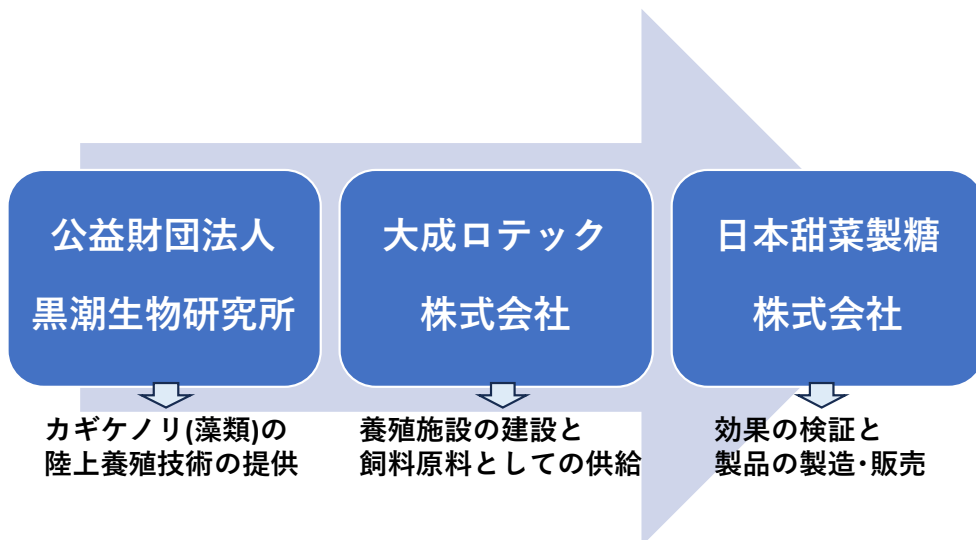 公益財団法人
黒潮生物研究所
大成ロテック
株式会社
日本甜菜製糖
株式会社
カギケノリ(藻類)の
陸上養殖技術の提供
養殖施設の建設と
飼料原料としての供給
効果の検証と
製品の製造･販売